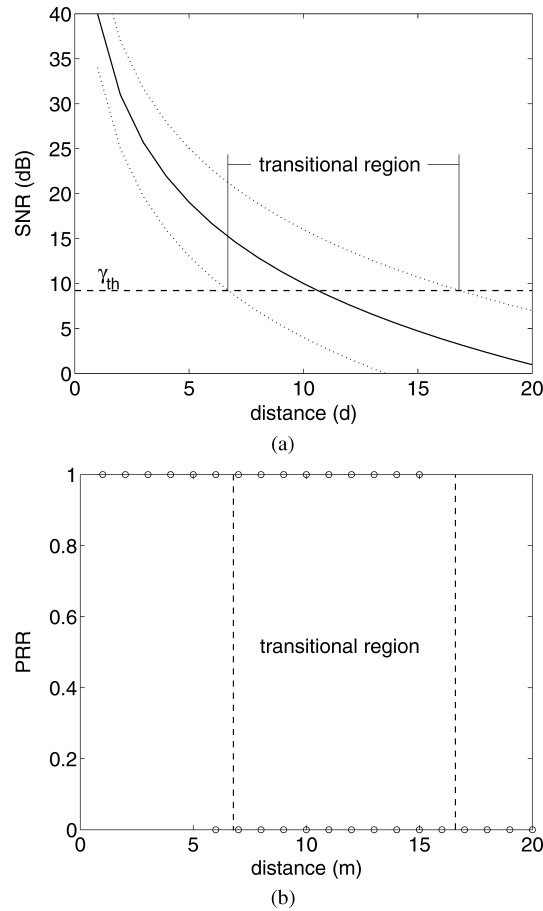 40
35
30
25
20
15
10
5
0
SNR (dB)
transitional region
γth
0 5 10 15 20
distance (d)
(a)
1
0.8
0.6
0.4
0.2
0
PRR
transitional region
0 5 10 15 20
distance (m)
(b)